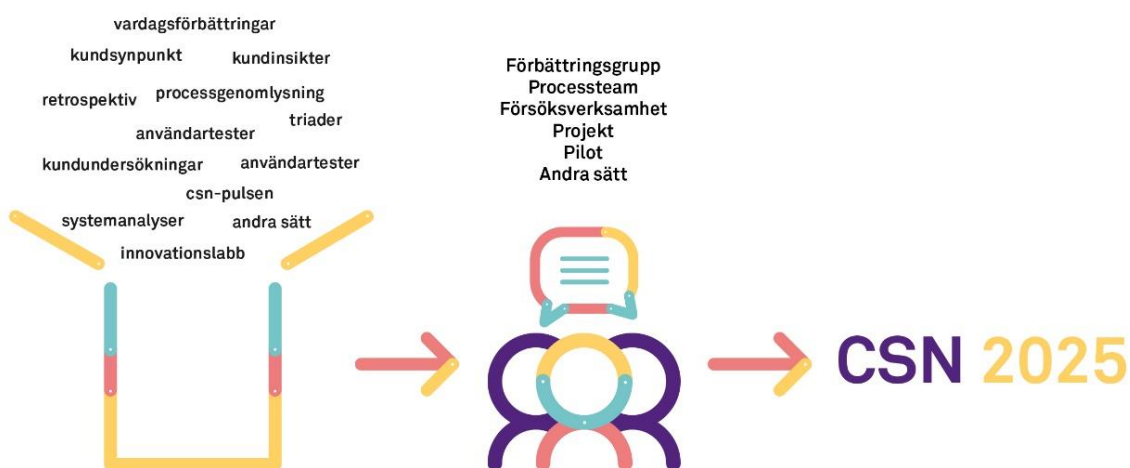 vardagsförbättringar
kundsynpunkt kundinsikter
retrospektiv processgenomlysning
triader
användartester
kundundersökningar användartester
csn-pulsen
systemanalyser andra sätt
innovationslabb
Förbättringsgrupp
Processteam
Försöksverksamhet
Projekt
Pilot
Andra sätt
CSN 2025